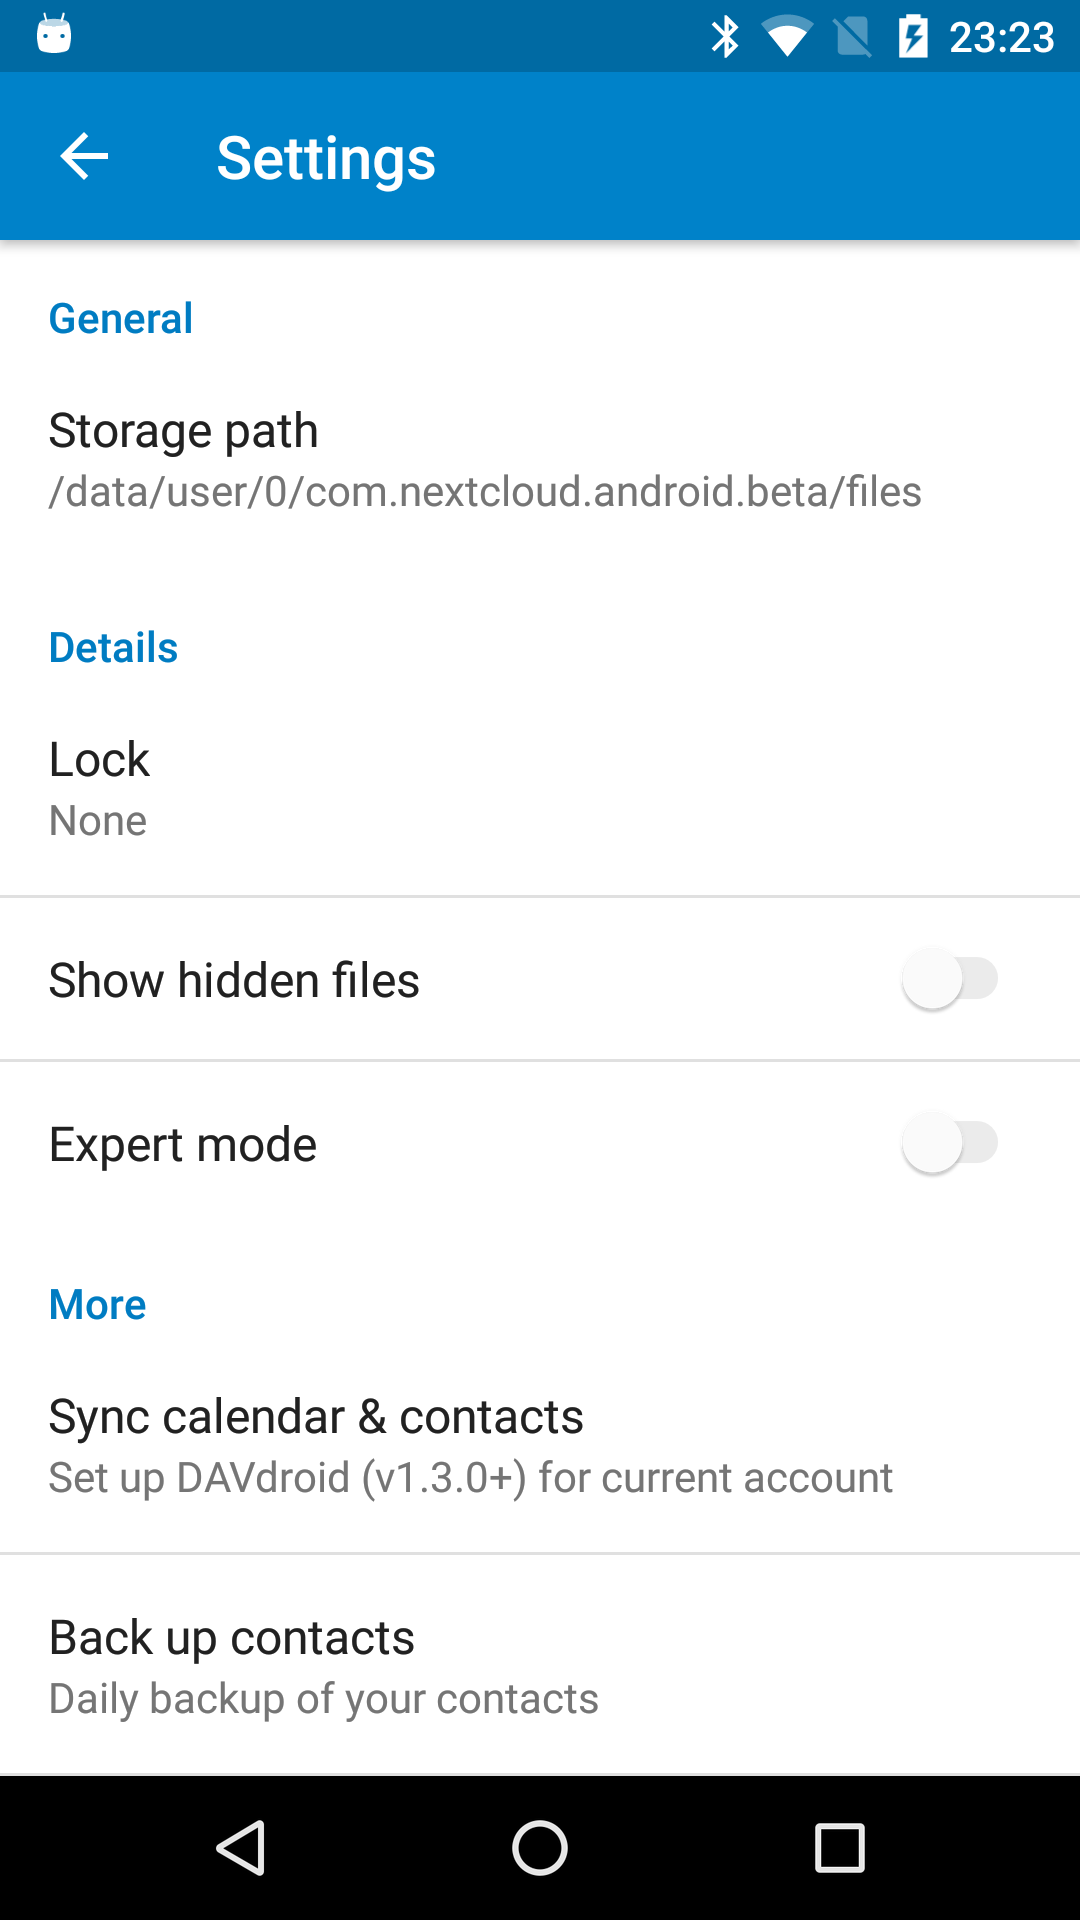 23:23
Settings
General
Storage path
/data/user/0/com.nextcloud.android.beta/files
Details
Lock
None
Show hidden files
Expert mode
More
Sync calendar & contacts
Set up DAVdroid (v1.3.0+) for current account
Back up contacts
Daily backup of your contacts